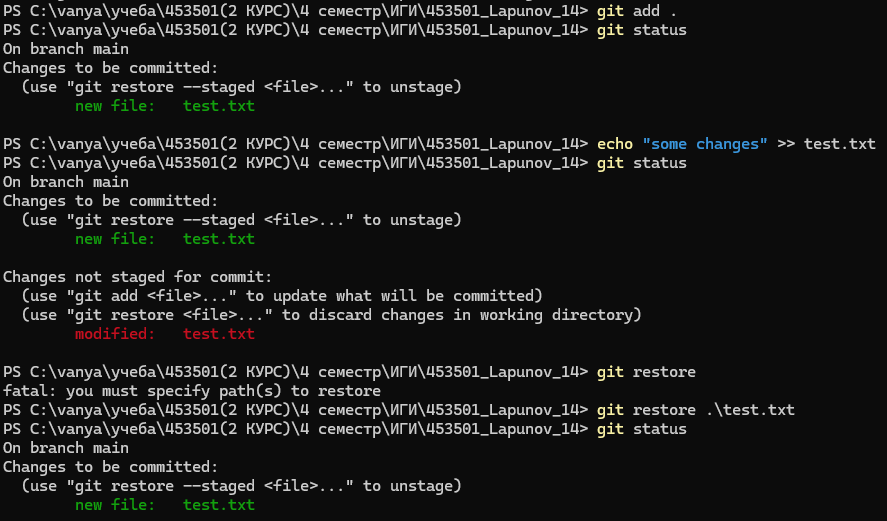 PS C:\vanya\учеба\453501(2 КУРС)\4 семестр\ИГИ\453501_Lapunov_14> git add .
PS C:\vanya\учеба\453501(2 КУРС)\4 семестр\ИГИ\453501_Lapunov_14> git status
On branch main
Changes to be committed:
  (use "git restore --staged <file>..." to unstage)
        new file:   test.txt

PS C:\vanya\учеба\453501(2 КУРС)\4 семестр\ИГИ\453501_Lapunov_14> echo "some changes" >> test.txt
PS C:\vanya\учеба\453501(2 КУРС)\4 семестр\ИГИ\453501_Lapunov_14> git status
On branch main
Changes to be committed:
  (use "git restore --staged <file>..." to unstage)
        new file:   test.txt

Changes not staged for commit:
  (use "git add <file>..." to update what will be committed)
  (use "git restore <file>..." to discard changes in working directory)
        modified:   test.txt

PS C:\vanya\учеба\453501(2 КУРС)\4 семестр\ИГИ\453501_Lapunov_14> git restore
fatal: you must specify path(s) to restore
PS C:\vanya\учеба\453501(2 КУРС)\4 семестр\ИГИ\453501_Lapunov_14> git restore .\test.txt
PS C:\vanya\учеба\453501(2 КУРС)\4 семестр\ИГИ\453501_Lapunov_14> git status
On branch main
Changes to be committed:
  (use "git restore --staged <file>..." to unstage)
        new file:   test.txt